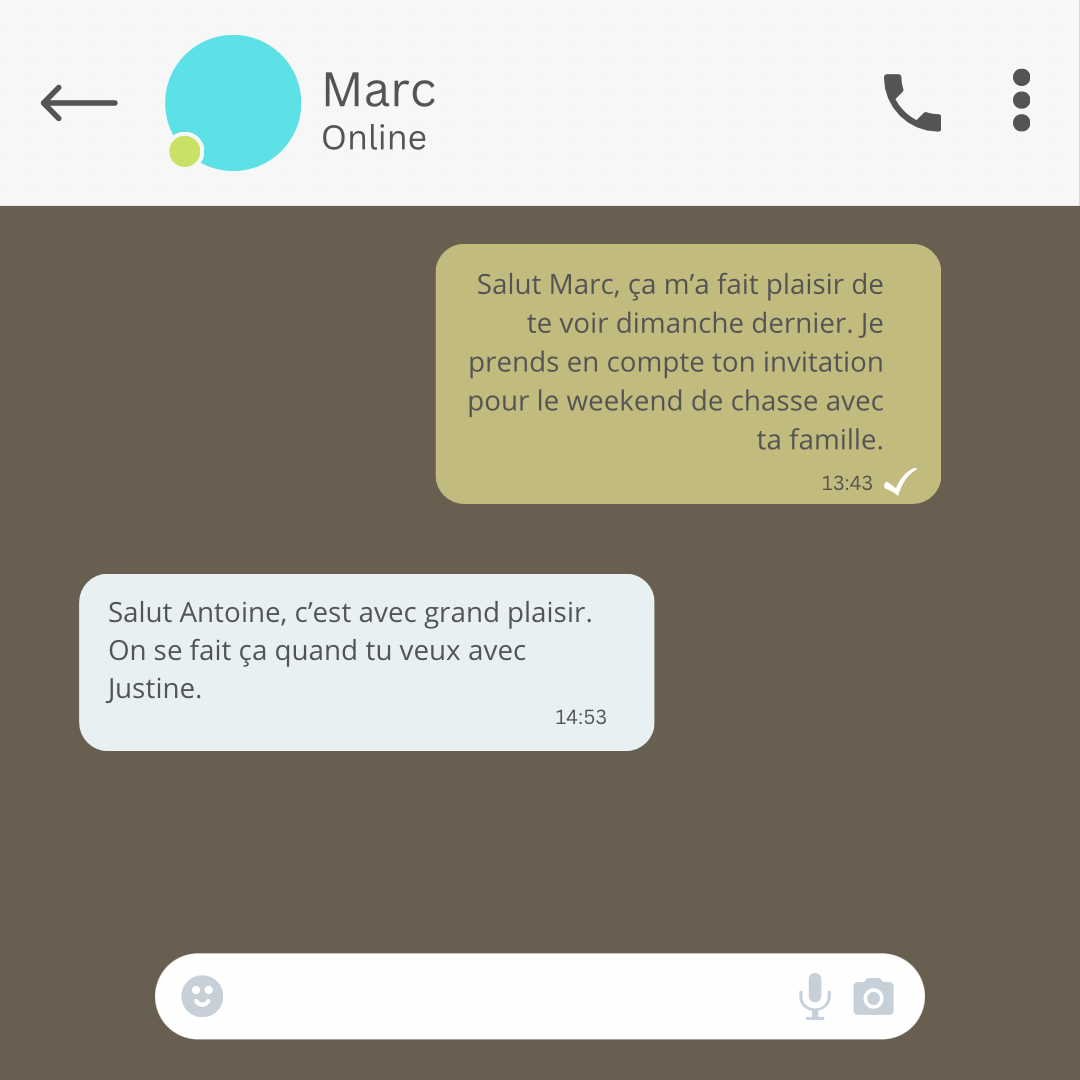 Marc
Online
Salut Marc, ça m’a fait plaisir de
te voir dimanche dernier. Je
prends en compte ton invitation
pour le weekend de chasse avec
ta famille.
13:43
Salut Antoine, c’est avec grand plaisir.
On se fait ça quand tu veux avec
Justine.
14:53